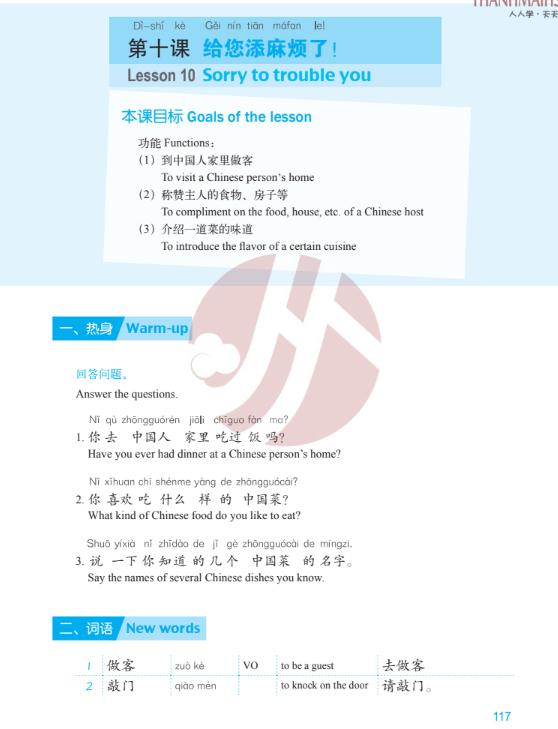 THANHMAIHS
人人學·天天
Dì-shí kè Gěi nín tiān máfan le!
第十课 给您添麻烦了!
Lesson 10 Sorry to trouble you
本课目标 Goals of the lesson
功能 Functions:
(1) 到中国人家里做客
To visit a Chinese person's home
(2) 称赞主人的食物、房子等
To compliment on the food, house, etc. of a Chinese host
(3) 介绍一道菜的味道
To introduce the flavor of a certain cuisine
一、热身 Warm-up
回答问题。
Answer the questions.
Nǐ qù zhōngguórén jiāli chīguo fàn ma?
1. 你 去 中国人 家里 吃过 饭 吗?
Have you ever had dinner at a Chinese person's home?
Nǐ xǐhuan chī shénme yàng de zhōngguócài?
2. 你 喜欢 吃 什么 样 的 中国菜?
What kind of Chinese food do you like to eat?
Shuō yíxià nǐ zhīdào de jǐ gè zhōngguócài de míngzi.
3. 说 一下 你 知道 的 几 个 中国菜 的 名字。
Say the names of several Chinese dishes you know.
二、词语 New words
1 做客 zuò kè VO to be a guest 去做客
2 敲门 qiāo mén to knock on the door 请敲门。
117